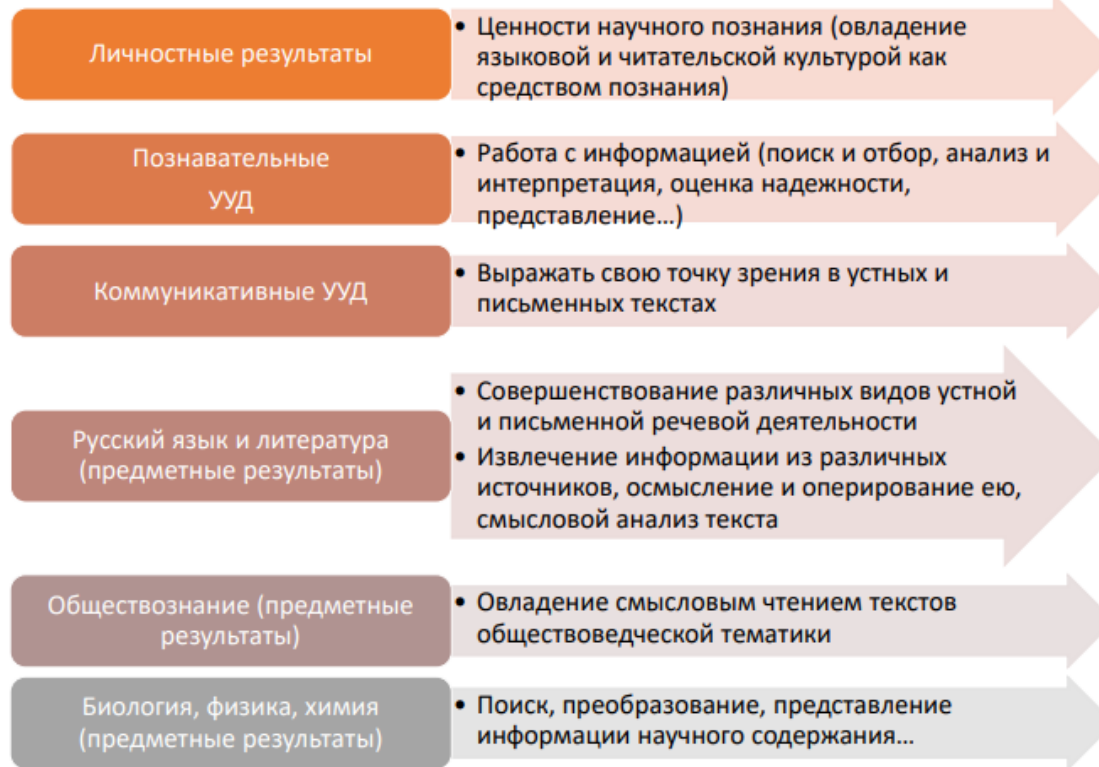 Личностные результаты
• Ценности научного познания (овладение
языковой и читательской культурой как
средством познания)
Познавательные
УУД
• Работа с информацией (поиск и отбор, анализ и
интерпретация, оценка надежности,
представление…)
Коммуникативные УУД
• Выражать свою точку зрения в устных и
письменных текстах
Русский язык и литература
(предметные результаты)
• Совершенствование различных видов устной
и письменной речевой деятельности
• Извлечение информации из различных
источников, осмысление и оперирование ею,
смысловой анализ текста
Обществознание (предметные
результаты)
• Овладение смысловым чтением текстов
обществоведческой тематики
Биология, физика, химия
(предметные результаты)
• Поиск, преобразование, представление
информации научного содержания…